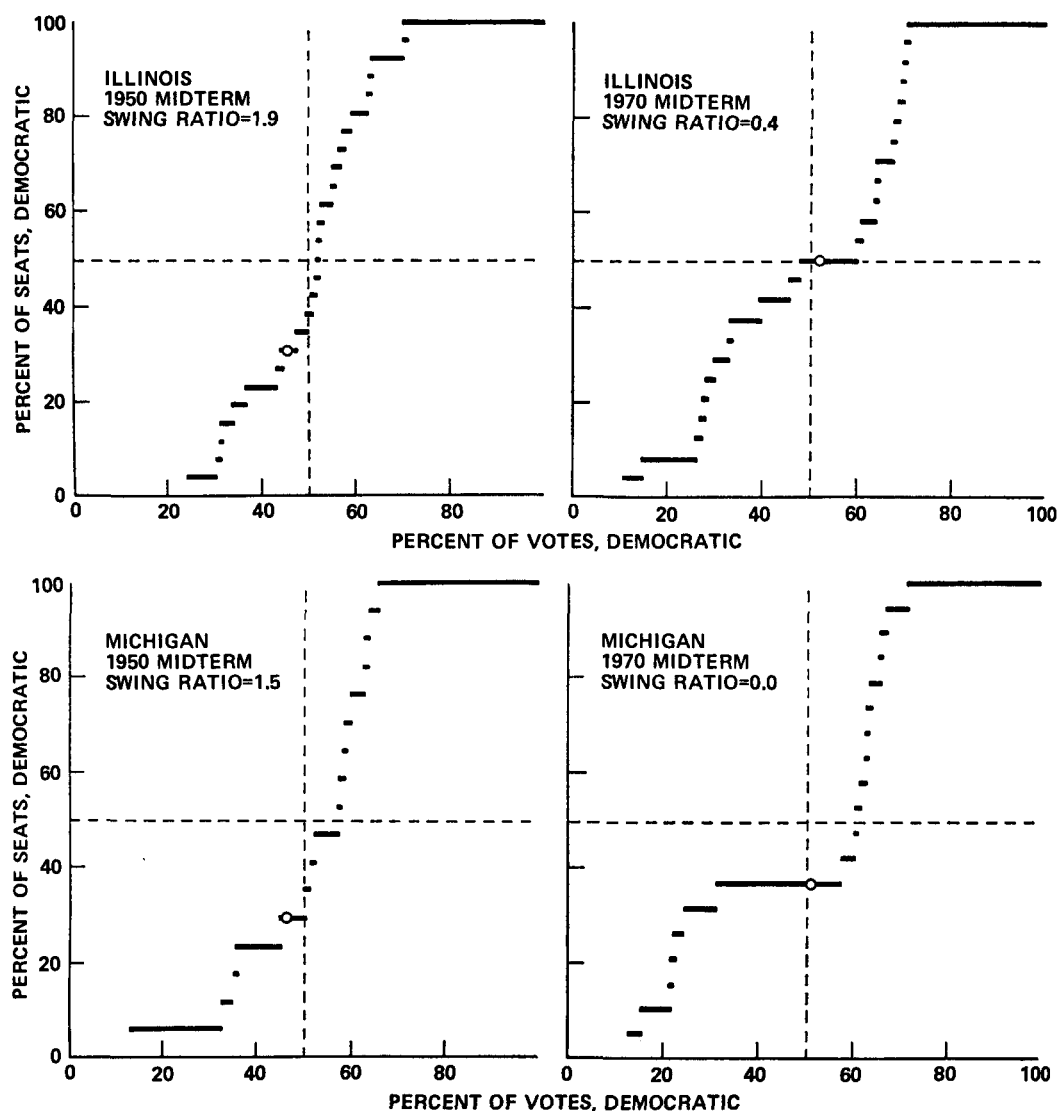 PERCENT OF SEATS, DEMOCRATIC
100
80
60
40
20
0
ILLINOIS
1950 MIDTERM
SWING RATIO=1.9
0 20 40 60 80
ILLINOIS
1970 MIDTERM
SWING RATIO=0.4
0 20 40 60 80 100
PERCENT OF VOTES, DEMOCRATIC
PERCENT OF SEATS, DEMOCRATIC
100
80
60
40
20
0
MICHIGAN
1950 MIDTERM
SWING RATIO=1.5
0 20 40 60 80
MICHIGAN
1970 MIDTERM
SWING RATIO=0.0
0 20 40 60 80 100
PERCENT OF VOTES, DEMOCRATIC